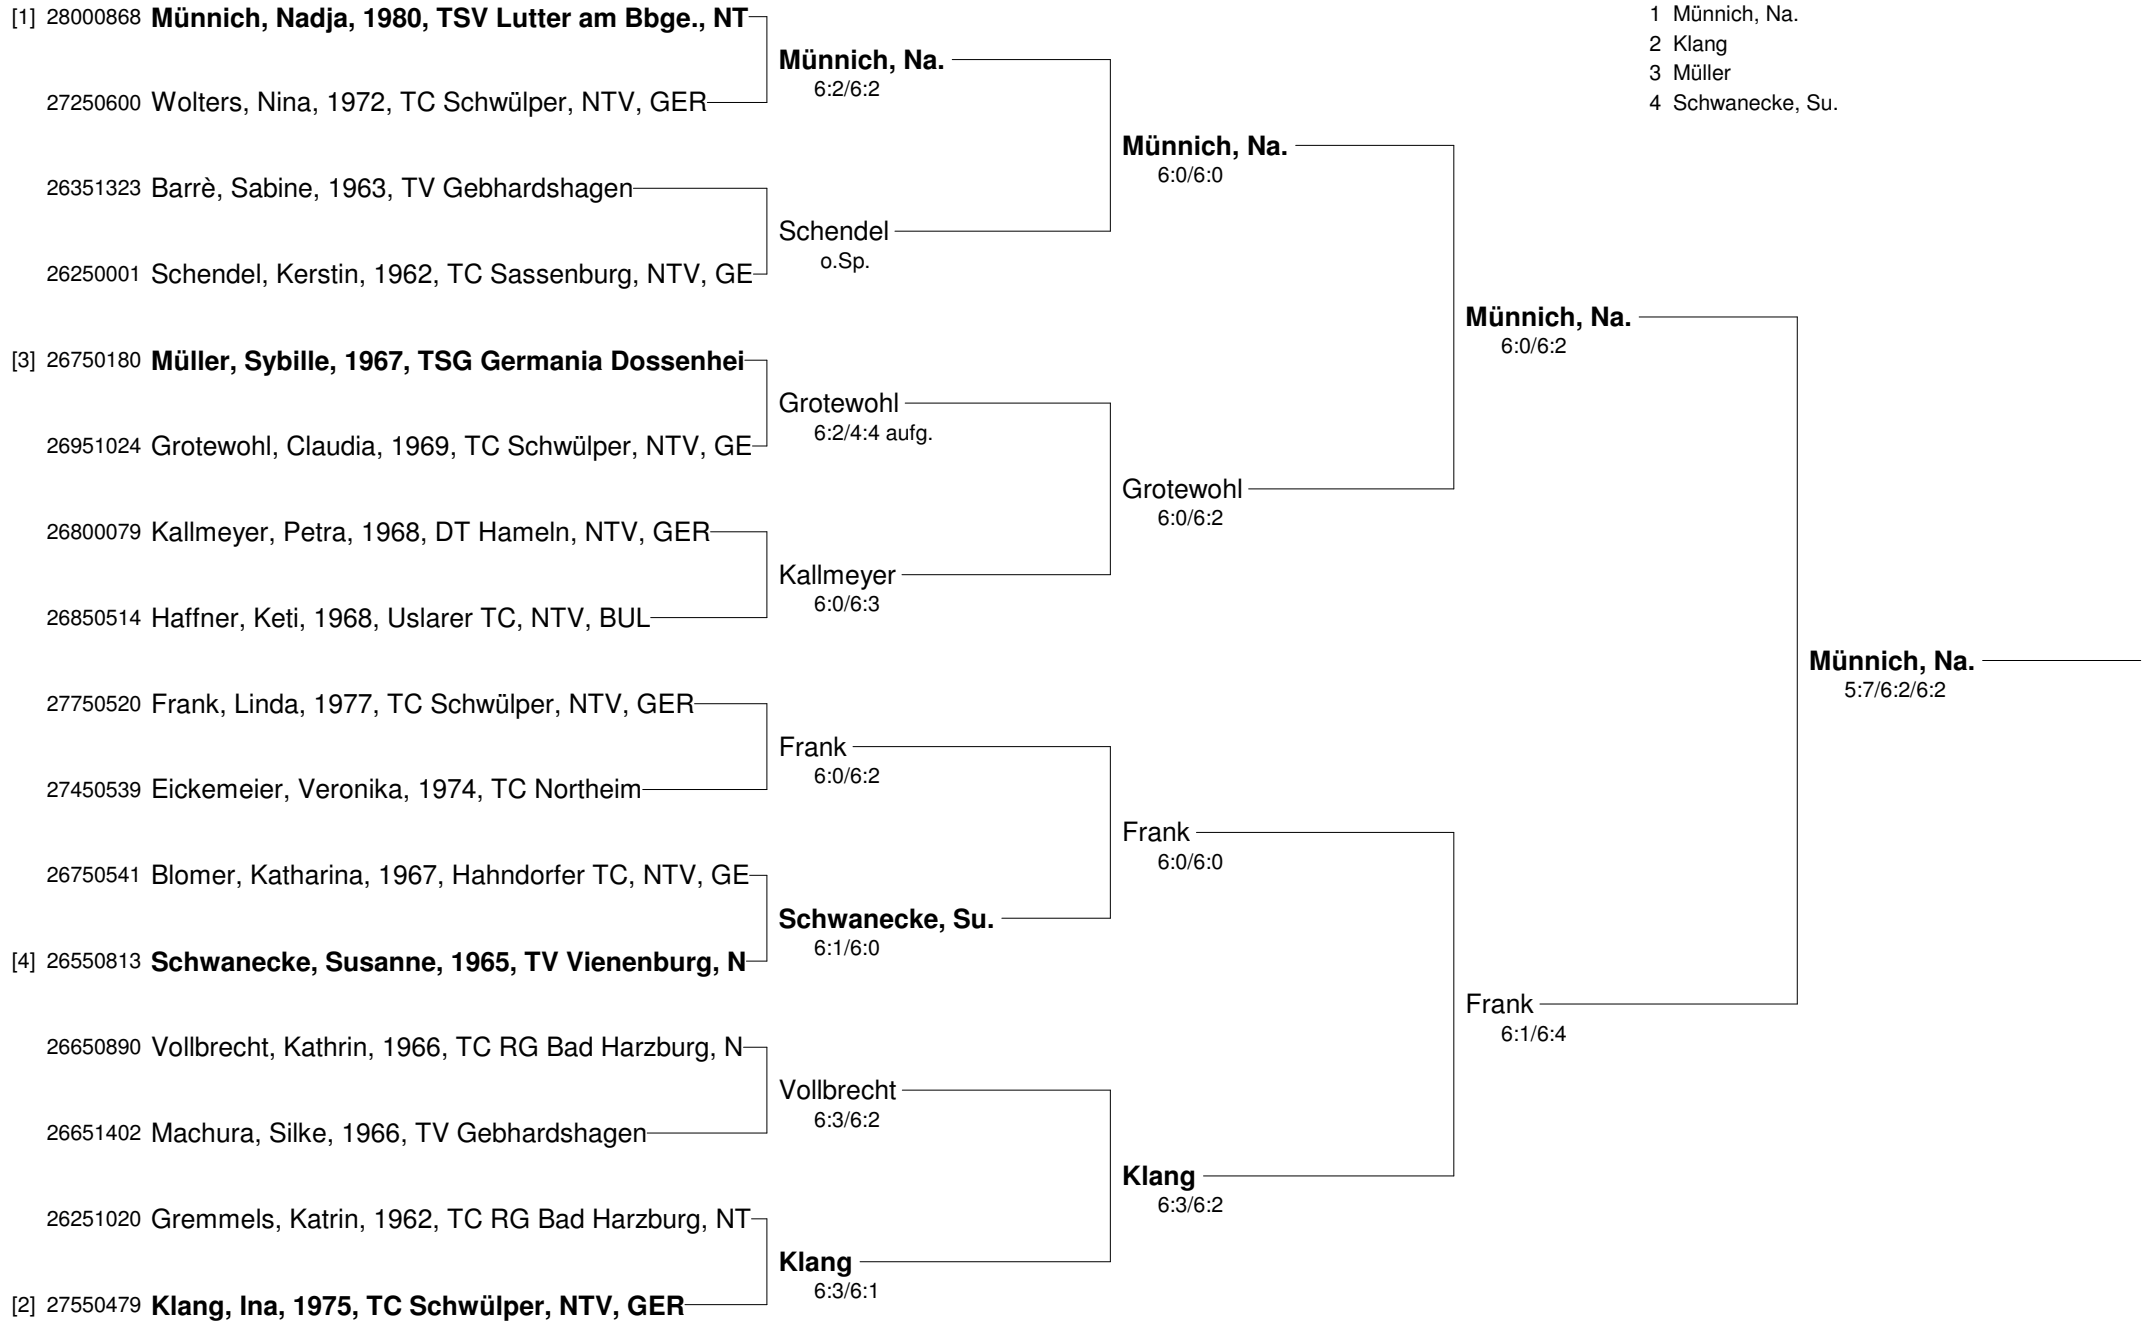 [1] 28000868 Münnich, Nadja, 1980, TSV Lutter am Bbge., NT
27250600 Wolters, Nina, 1972, TC Schwülper, NTV, GER
26351323 Barrè, Sabine, 1963, TV Gebhardshagen
26250001 Schendel, Kerstin, 1962, TC Sassenburg, NTV, GE
[3] 26750180 Müller, Sybille, 1967, TSG Germania Dossenhei
26951024 Grotewohl, Claudia, 1969, TC Schwülper, NTV, GE
26800079 Kallmeyer, Petra, 1968, DT Hameln, NTV, GER
26850514 Haffner, Keti, 1968, Uslarer TC, NTV, BUL
27750520 Frank, Linda, 1977, TC Schwülper, NTV, GER
27450539 Eickemeier, Veronika, 1974, TC Northeim
26750541 Blomer, Katharina, 1967, Hahndorfer TC, NTV, GE
[4] 26550813 Schwanecke, Susanne, 1965, TV Vienenburg, N
26650890 Vollbrecht, Kathrin, 1966, TC RG Bad Harzburg, N
26651402 Machura, Silke, 1966, TV Gebhardshagen
26251020 Gremmels, Katrin, 1962, TC RG Bad Harzburg, NT
[2] 27550479 Klang, Ina, 1975, TC Schwülper, NTV, GER
Münnich, Na.
6:2/6:2
Schendel
o.Sp.
Grotewohl
6:2/4:4 aufg.
Kallmeyer
6:0/6:3
Frank
6:0/6:2
Schwanecke, Su.
6:1/6:0
Vollbrecht
6:3/6:2
Klang
6:3/6:1
Münnich, Na.
6:0/6:0
Grotewohl
6:0/6:2
Frank
6:0/6:0
Klang
6:3/6:2
Münnich, Na.
6:0/6:2
Frank
6:1/6:4
Münnich, Na.
5:7/6:2/6:2
1 Münnich, Na.
2 Klang
3 Müller
4 Schwanecke, Su.